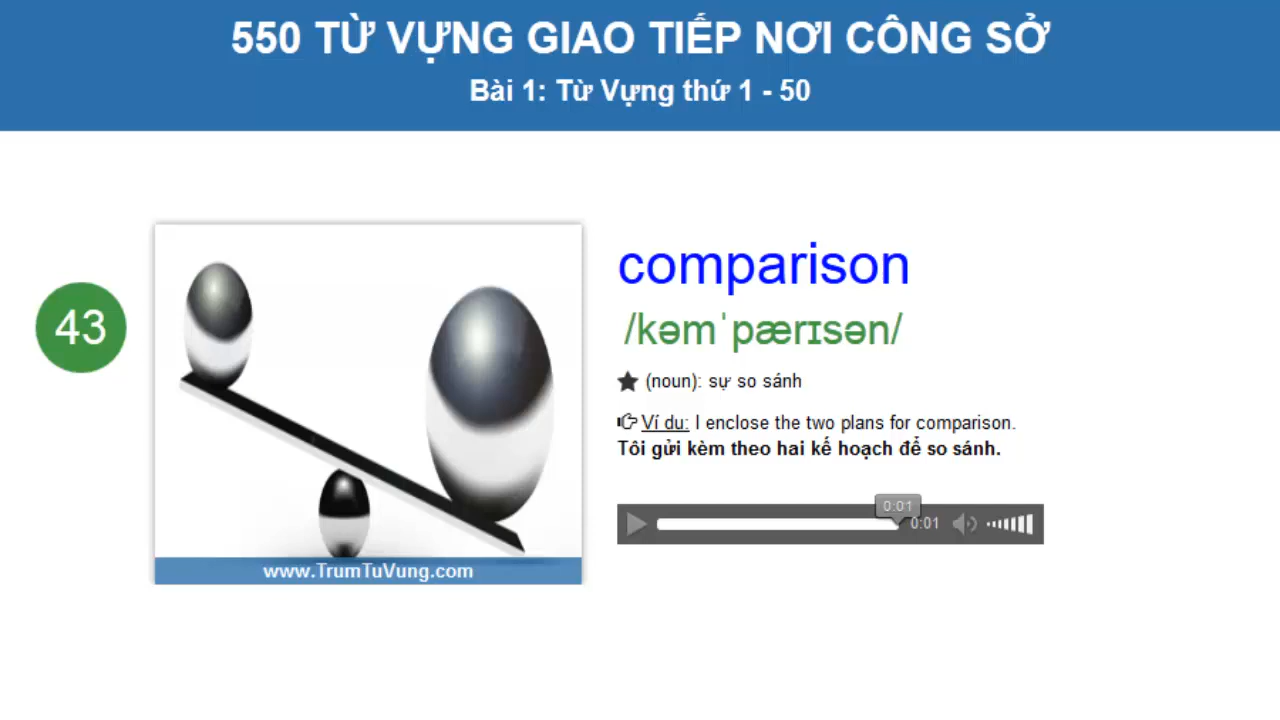 550 TỪ VỰNG GIAO TIẾP NƠI CÔNG SỞ
Bài 1: Từ Vựng thứ 1 - 50
43
comparison
/kəmˈpærɪsən/
(noun): sự so sánh
Ví dụ: I enclose the two plans for comparison.
Tôi gửi kèm theo hai kế hoạch để so sánh.
0:01
0:01
www.TrumTuVung.com